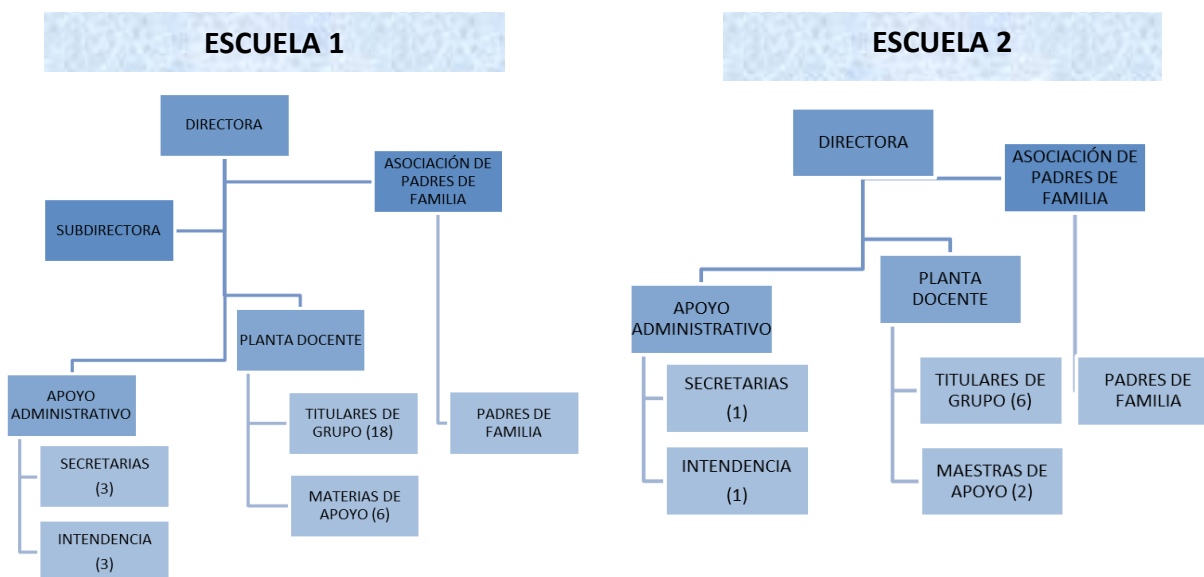 ESCUELA 1
DIRECTORA
ASOCIACIÓN DE
PADRES DE
FAMILIA
SUBDIRECTORA
PLANTA DOCENTE
APOYO
ADMINISTRATIVO
TITULARES DE
GRUPO (18)
PADRES DE
FAMILIA
SECRETARIAS
(3)
MATERIAS DE
APOYO (6)
INTENDENCIA
(3)
ESCUELA 2
DIRECTORA
ASOCIACIÓN DE
PADRES DE
FAMILIA
PLANTA
DOCENTE
APOYO
ADMINISTRATIVO
SECRETARIAS
(1)
TITULARES DE
GRUPO (6)
PADRES DE
FAMILIA
INTENDENCIA
(1)
MAESTRAS DE
APOYO (2)